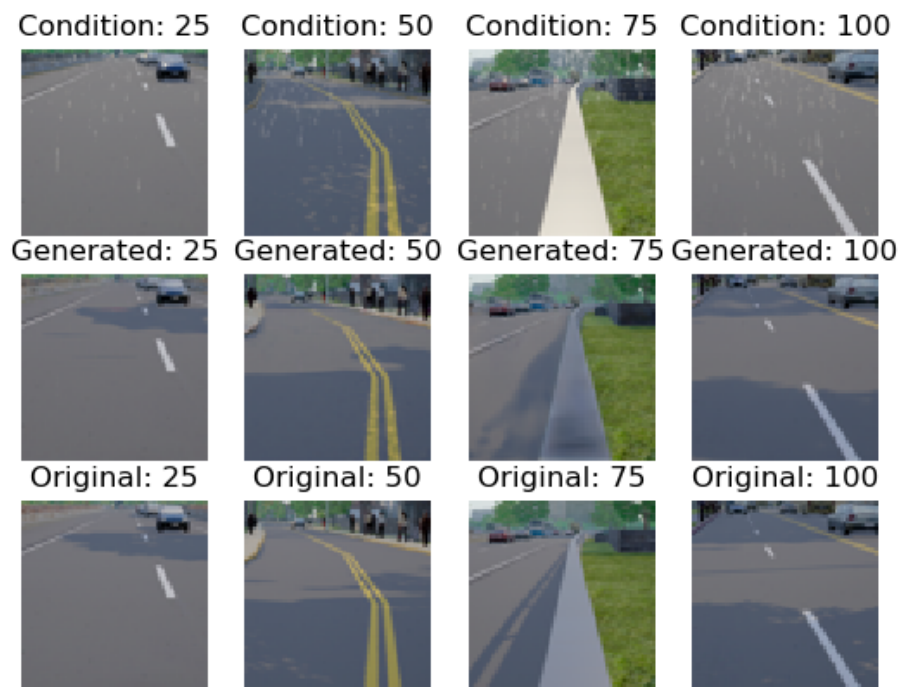 Condition: 25 Condition: 50 Condition: 75 Condition: 100
Generated: 25 Generated: 50 Generated: 75 Generated: 100
Original: 25 Original: 50 Original: 75 Original: 100